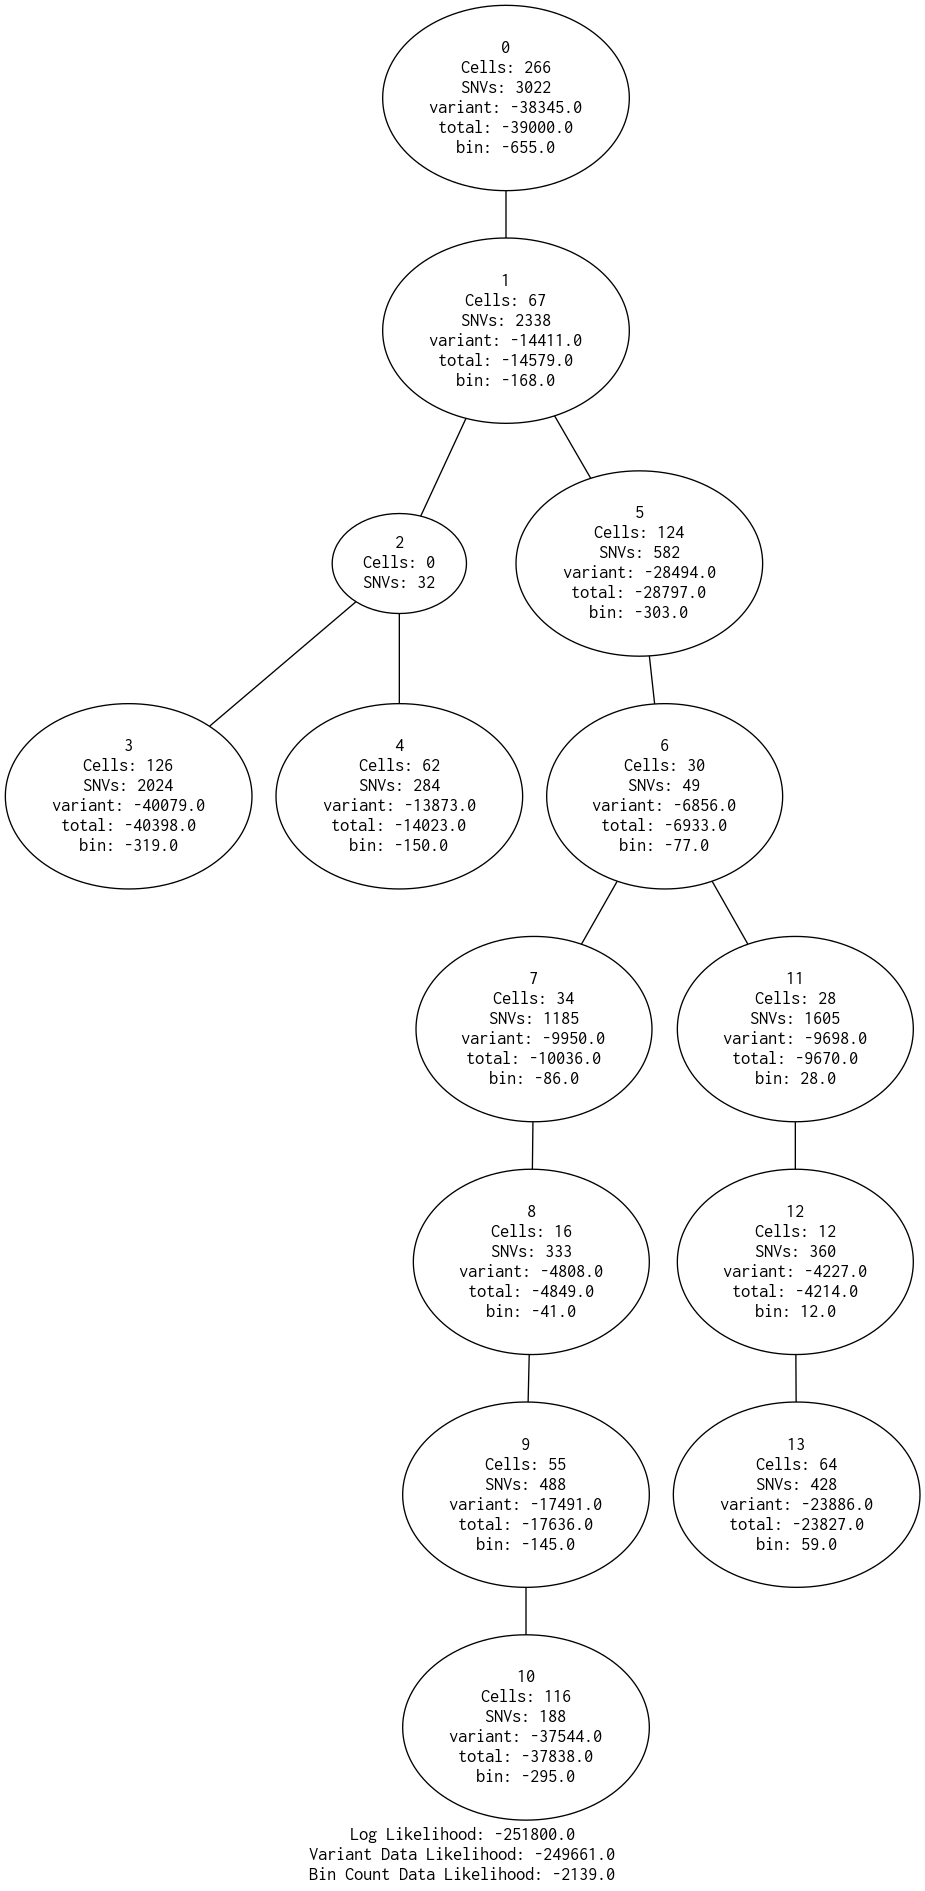 0
Cells: 266
SNVs: 3022
variant: -38345.0
total: -39000.0
bin: -655.0
1
Cells: 67
SNVs: 2338
variant: -14411.0
total: -14579.0
bin: -168.0
2
Cells: 0
SNVs: 32
5
Cells: 124
SNVs: 582
variant: -28494.0
total: -28797.0
bin: -303.0
3
Cells: 126
SNVs: 2024
variant: -40079.0
total: -40398.0
bin: -319.0
4
Cells: 62
SNVs: 284
variant: -13873.0
total: -14023.0
bin: -150.0
6
Cells: 30
SNVs: 49
variant: -6856.0
total: -6933.0
bin: -77.0
7
Cells: 34
SNVs: 1185
variant: -9950.0
total: -10036.0
bin: -86.0
11
Cells: 28
SNVs: 1605
variant: -9698.0
total: -9670.0
bin: 28.0
8
Cells: 16
SNVs: 333
variant: -4808.0
total: -4849.0
bin: -41.0
12
Cells: 12
SNVs: 360
variant: -4227.0
total: -4214.0
bin: 12.0
9
Cells: 55
SNVs: 488
variant: -17491.0
total: -17636.0
bin: -145.0
13
Cells: 64
SNVs: 428
variant: -23886.0
total: -23827.0
bin: 59.0
10
Cells: 116
SNVs: 188
variant: -37544.0
total: -37838.0
bin: -295.0
Log Likelihood: -251800.0
Variant Data Likelihood: -249661.0
Bin Count Data Likelihood: -2139.0